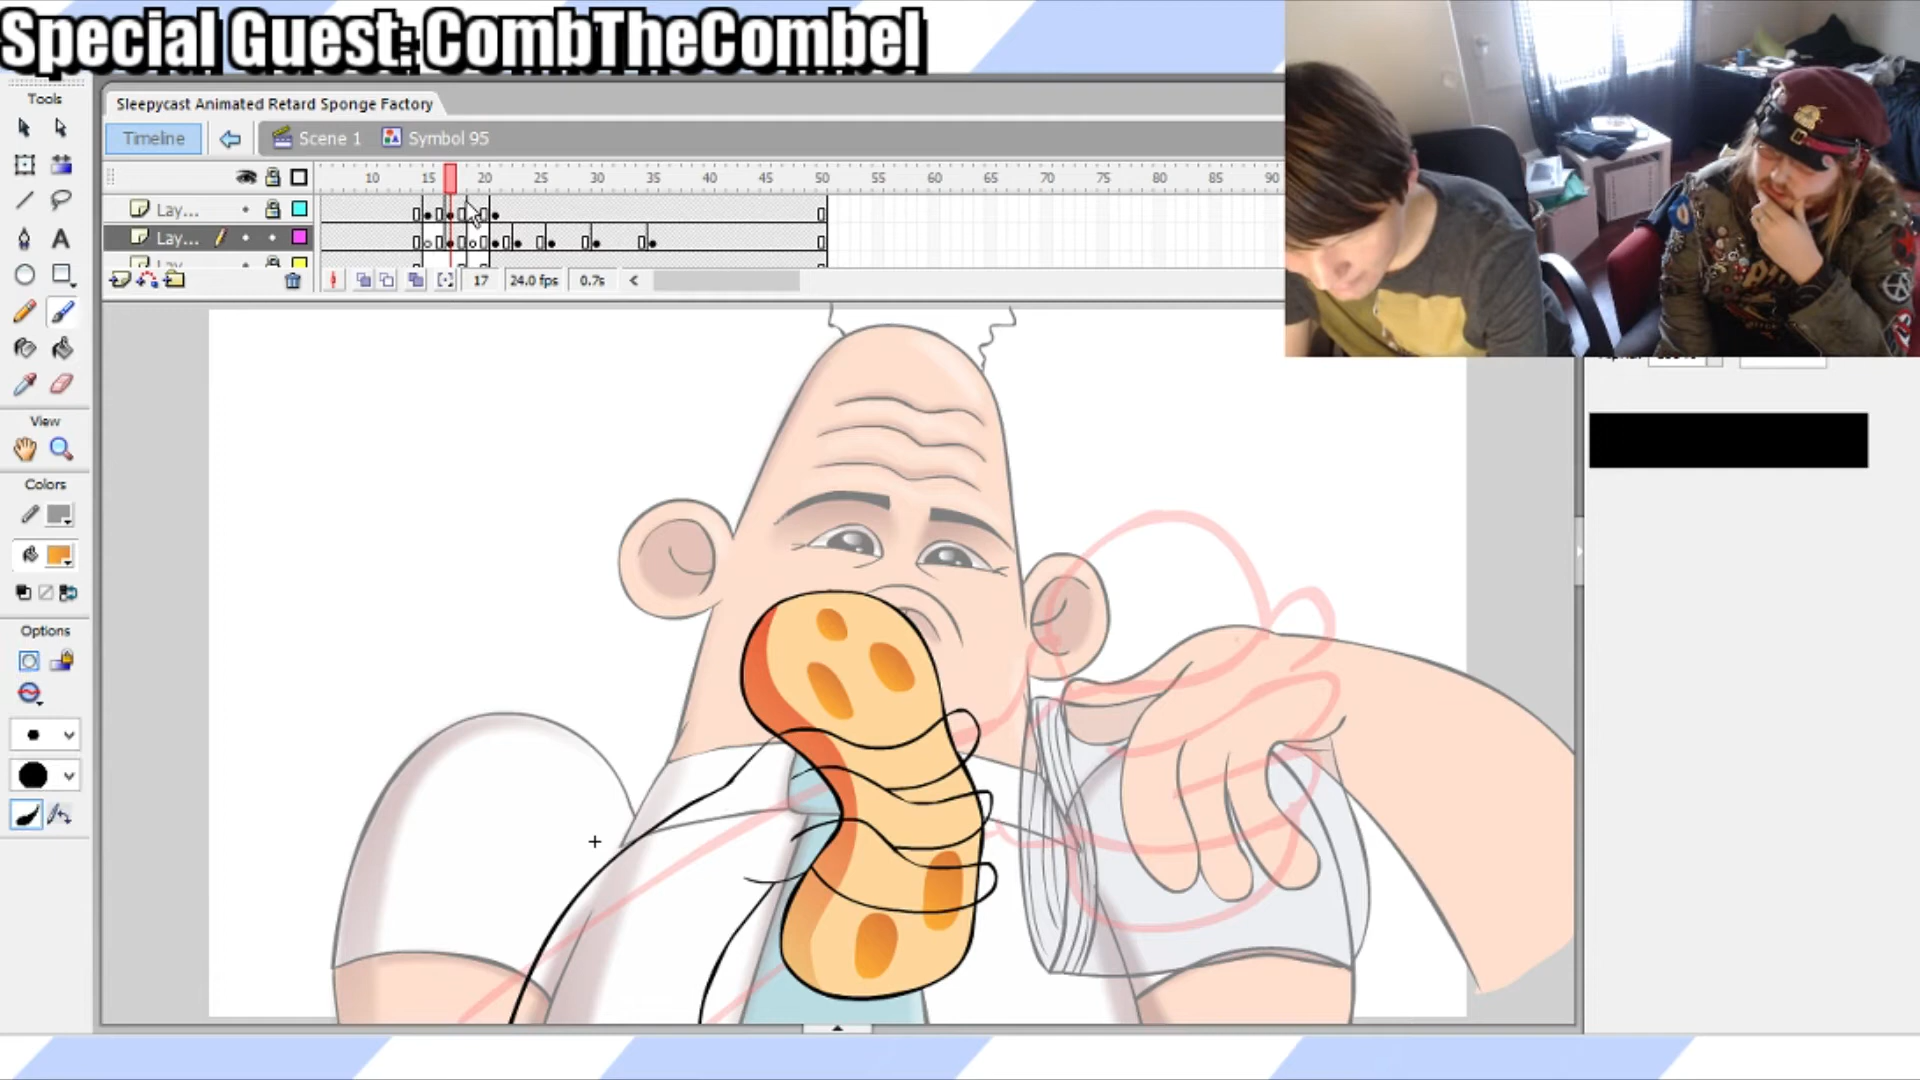 Special Guest: CombTheCombel
Tools
Sleepycast Animated Retard Sponge Factory
Timeline
Scene 1
Symbol 95
10 15 20 25 30 35 40 45 50 55 60 65 70 75 80 85 90
Lay...
Lay...
17 24.0 fps 0.7s
View
Colors
Options